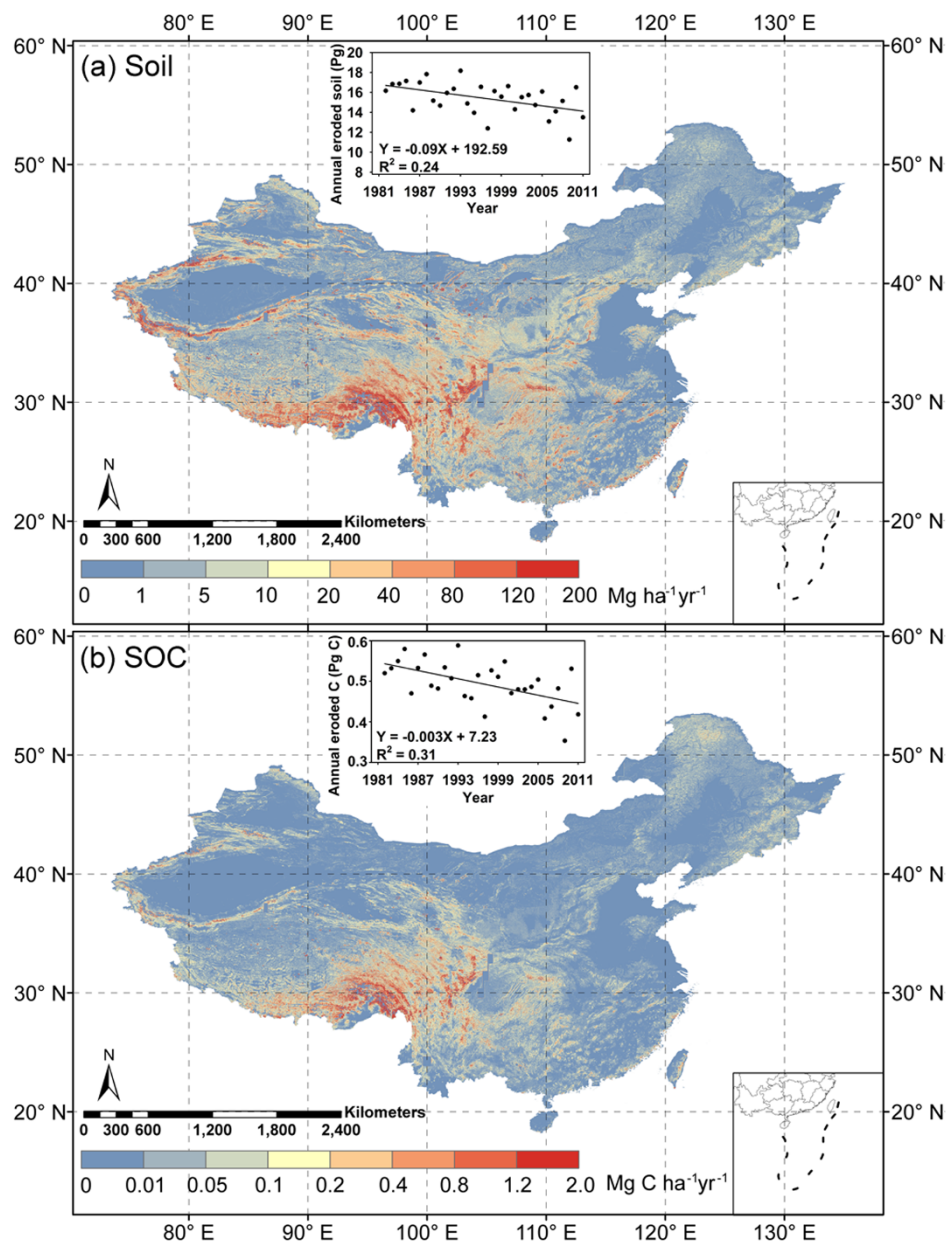 80° E 90° E 100° E 110° E 120° E 130° E
60° N 60° N
(a) Soil
Annual eroded soil (Pg)
20
18
16
14
12
10
8
Y = -0.09X + 192.59
R² = 0.24
1981 1987 1993 1999 2005 2011
Year
50° N 50° N
40° N 40° N
30° N 30° N
N
20° N 20° N
Kilometers
0 300 600 1,200 1,800 2,400
0 1 5 10 20 40 80 120 200 Mg ha⁻¹yr⁻¹
60° N 60° N
(b) SOC
Annual eroded C (Pg C)
0.6
0.5
0.4
0.3
Y = -0.003X + 7.23
R² = 0.31
1981 1987 1993 1999 2005 2011
Year
50° N 50° N
40° N 40° N
30° N 30° N
N
20° N 20° N
Kilometers
0 300 600 1,200 1,800 2,400
0 0.01 0.05 0.1 0.2 0.4 0.8 1.2 2.0 Mg C ha⁻¹yr⁻¹
80° E 90° E 100° E 110° E 120° E 130° E